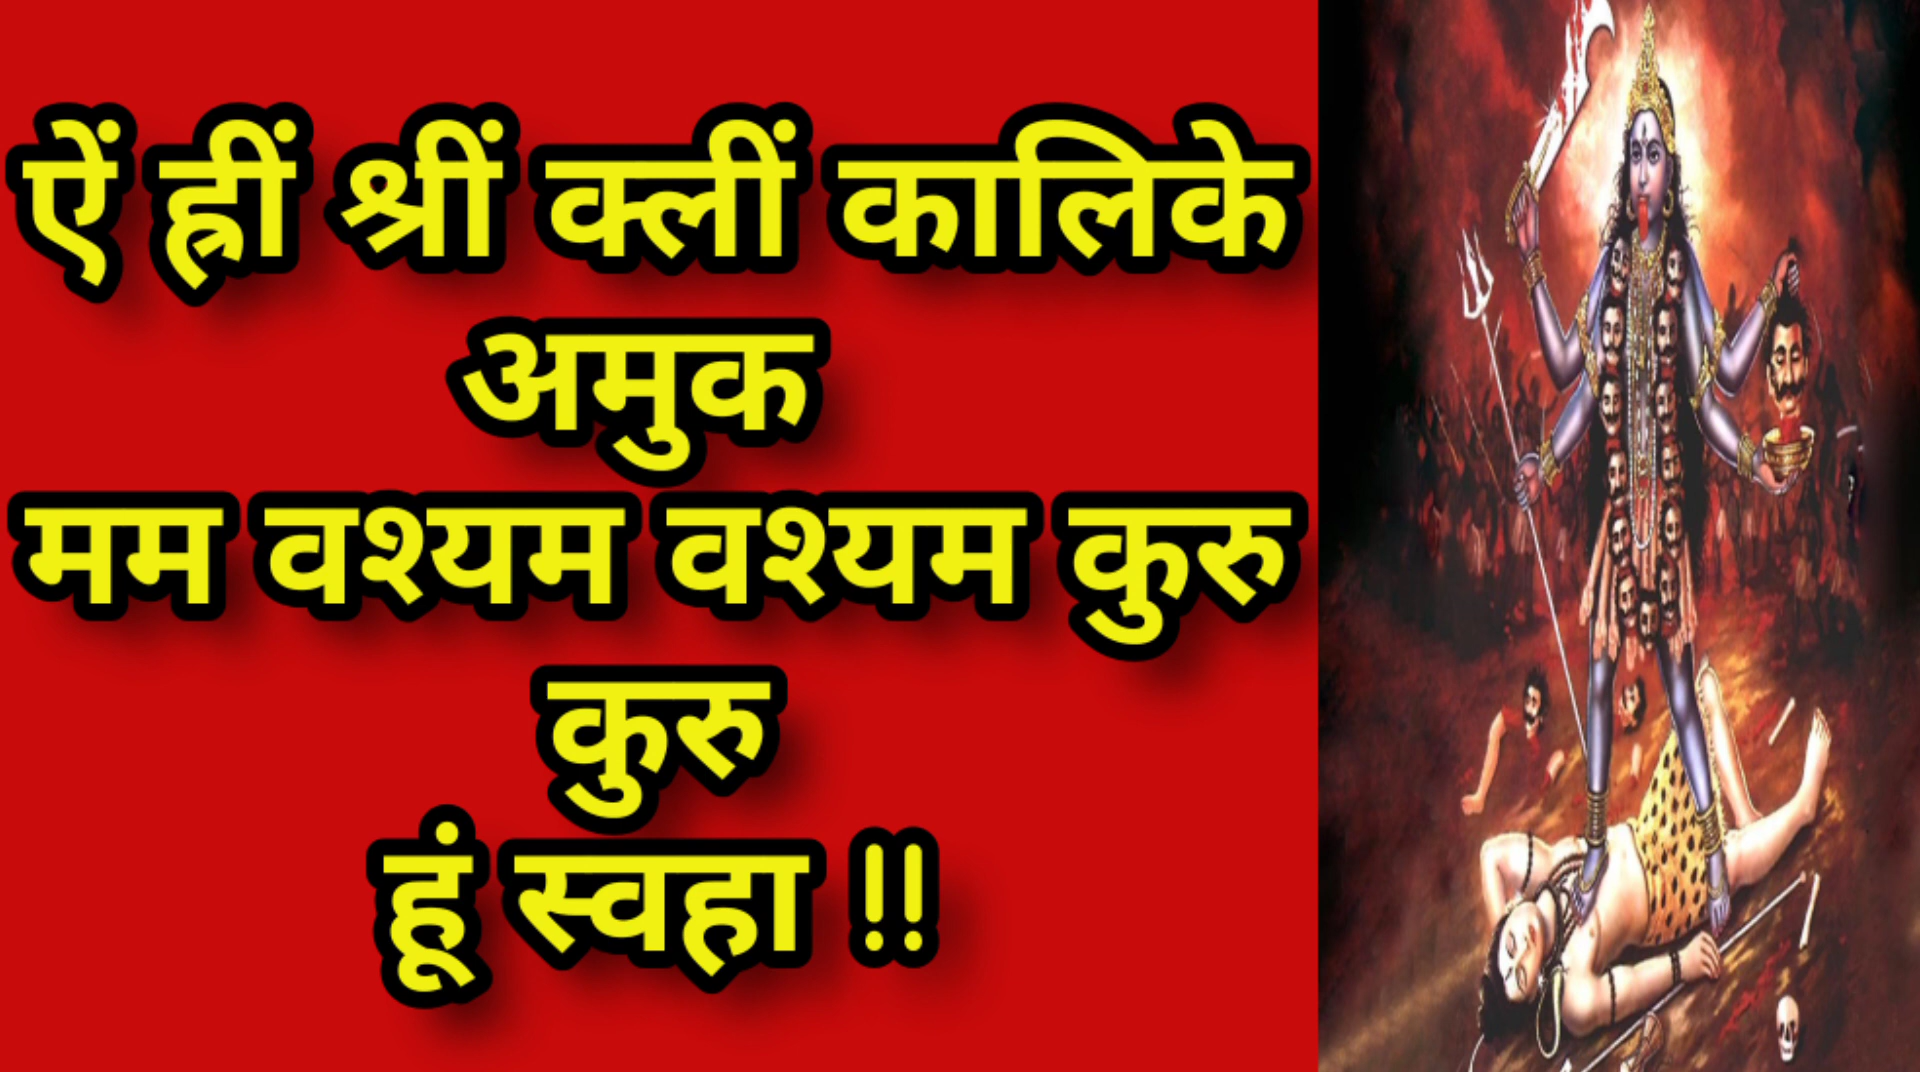 ऐं ह्रीं श्रीं क्लीं कालिके
अमुक
मम वश्यम वश्यम कुरु
कुरु
हूं स्वहा !!